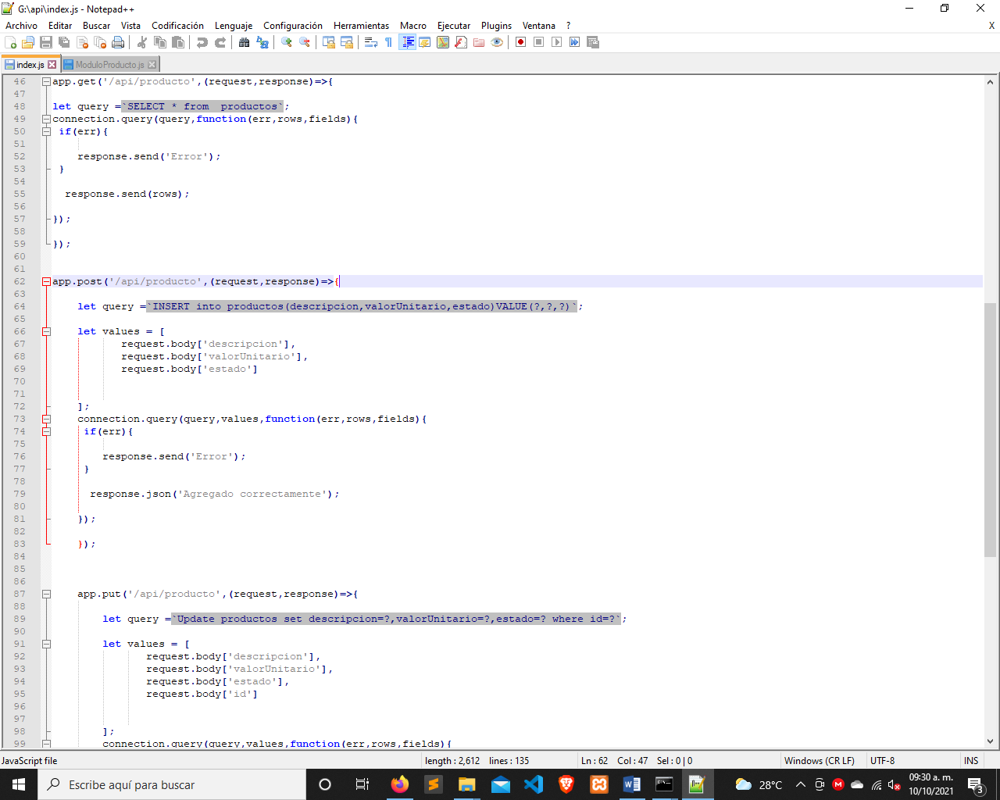 G:\api\index.js - Notepad++
Archivo Editar Buscar Vista Codificación Lenguaje Configuración Herramientas Macro Ejecutar Plugins Ventana ? X
index.js ModuloProducto.js
46 app.get('/api/producto',(request,response)=>{
47
48 let query =`SELECT * from  productos`;
49 connection.query(query,function(err,rows,fields){
50 if(err){
51
52 response.send('Error');
53 }
54
55 response.send(rows);
56
57 });
58
59 });
60
61
62 app.post('/api/producto',(request,response)=>{
63
64 let query =`INSERT into productos(descripcion,valorUnitario,estado)VALUE(?,?,?)`;
65
66 let values = [
67 request.body['descripcion'],
68 request.body['valorUnitario'],
69 request.body['estado']
70
71
72 ];
73 connection.query(query,values,function(err,rows,fields){
74 if(err){
75
76 response.send('Error');
77 }
78
79 response.json('Agregado correctamente');
80
81 });
82
83 });
84
85
86
87 app.put('/api/producto',(request,response)=>{
88
89 let query =`Update productos set descripcion=?,valorUnitario=?,estado=? where id=?`;
90
91 let values = [
92 request.body['descripcion'],
93 request.body['valorUnitario'],
94 request.body['estado'],
95 request.body['id']
96
97
98 ];
99 connection.query(query,values,function(err,rows,fields){
JavaScript file length : 2,612 lines : 135 Ln : 62 Col : 47 Sel : 0 | 0 Windows (CR LF) UTF-8 INS
Escribe aquí para buscar 28°C 09:30 a. m.
10/10/2021 3